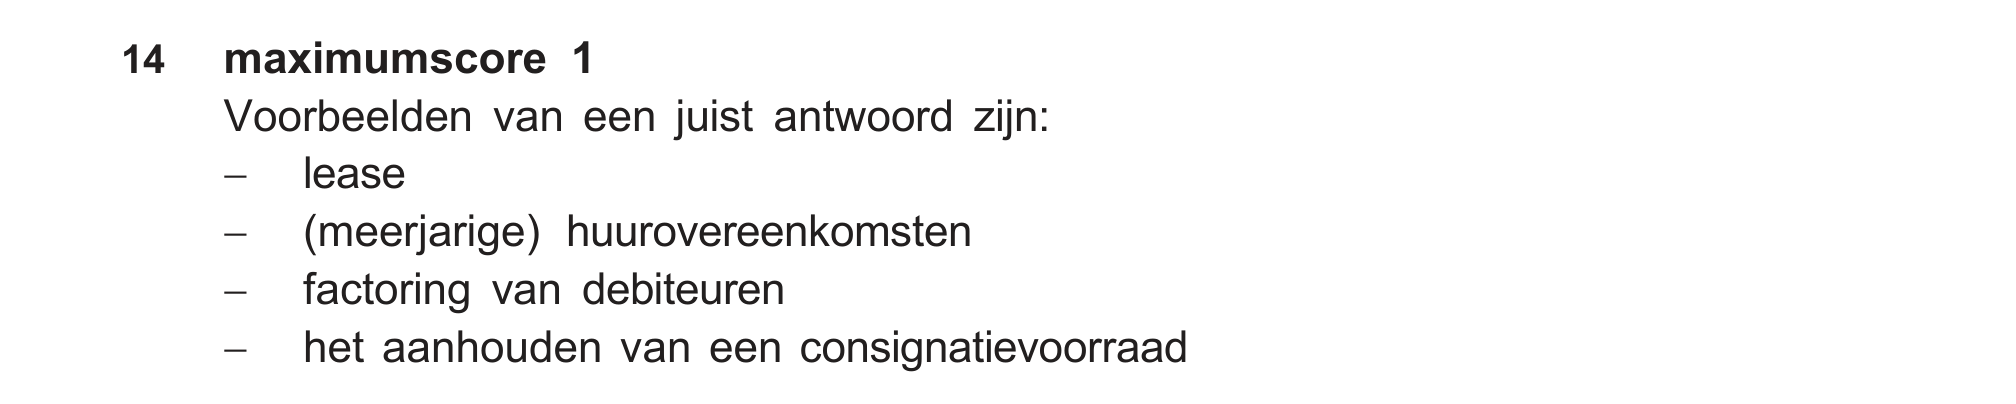 14 maximumscore 1
Voorbeelden van een juist antwoord zijn:
– lease
– (meerjarige) huurovereenkomsten
– factoring van debiteuren
– het aanhouden van een consignatievoorraad